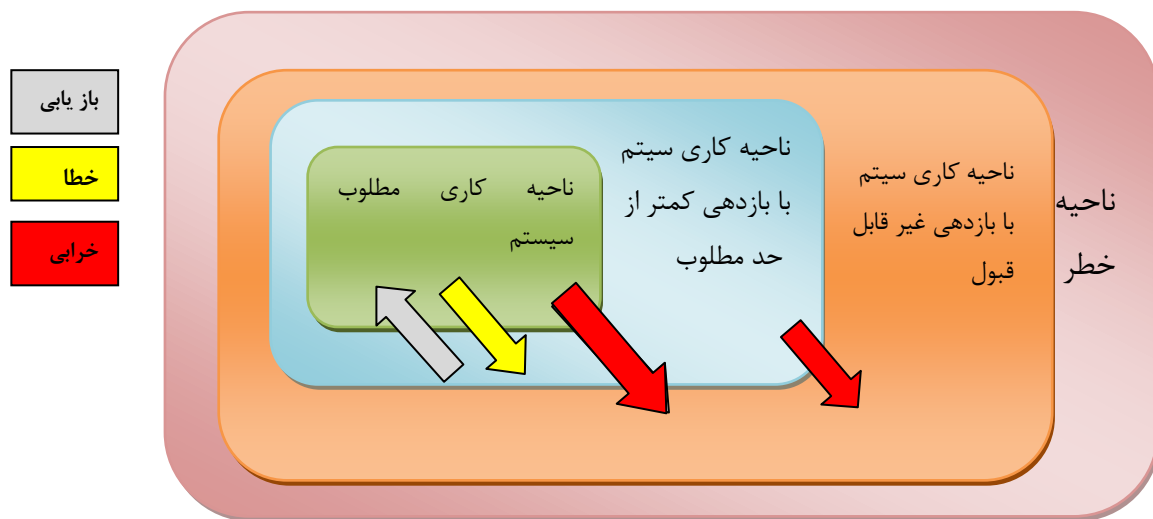 باز یابی
خطا
خرابی
ناحیه کاری مطلوب
سیستم
ناحیه کاری سیتم
با بازدهی کمتر از
حد مطلوب
ناحیه کاری سیتم
با بازدهی غیر قابل
قبول
ناحیه
خطر